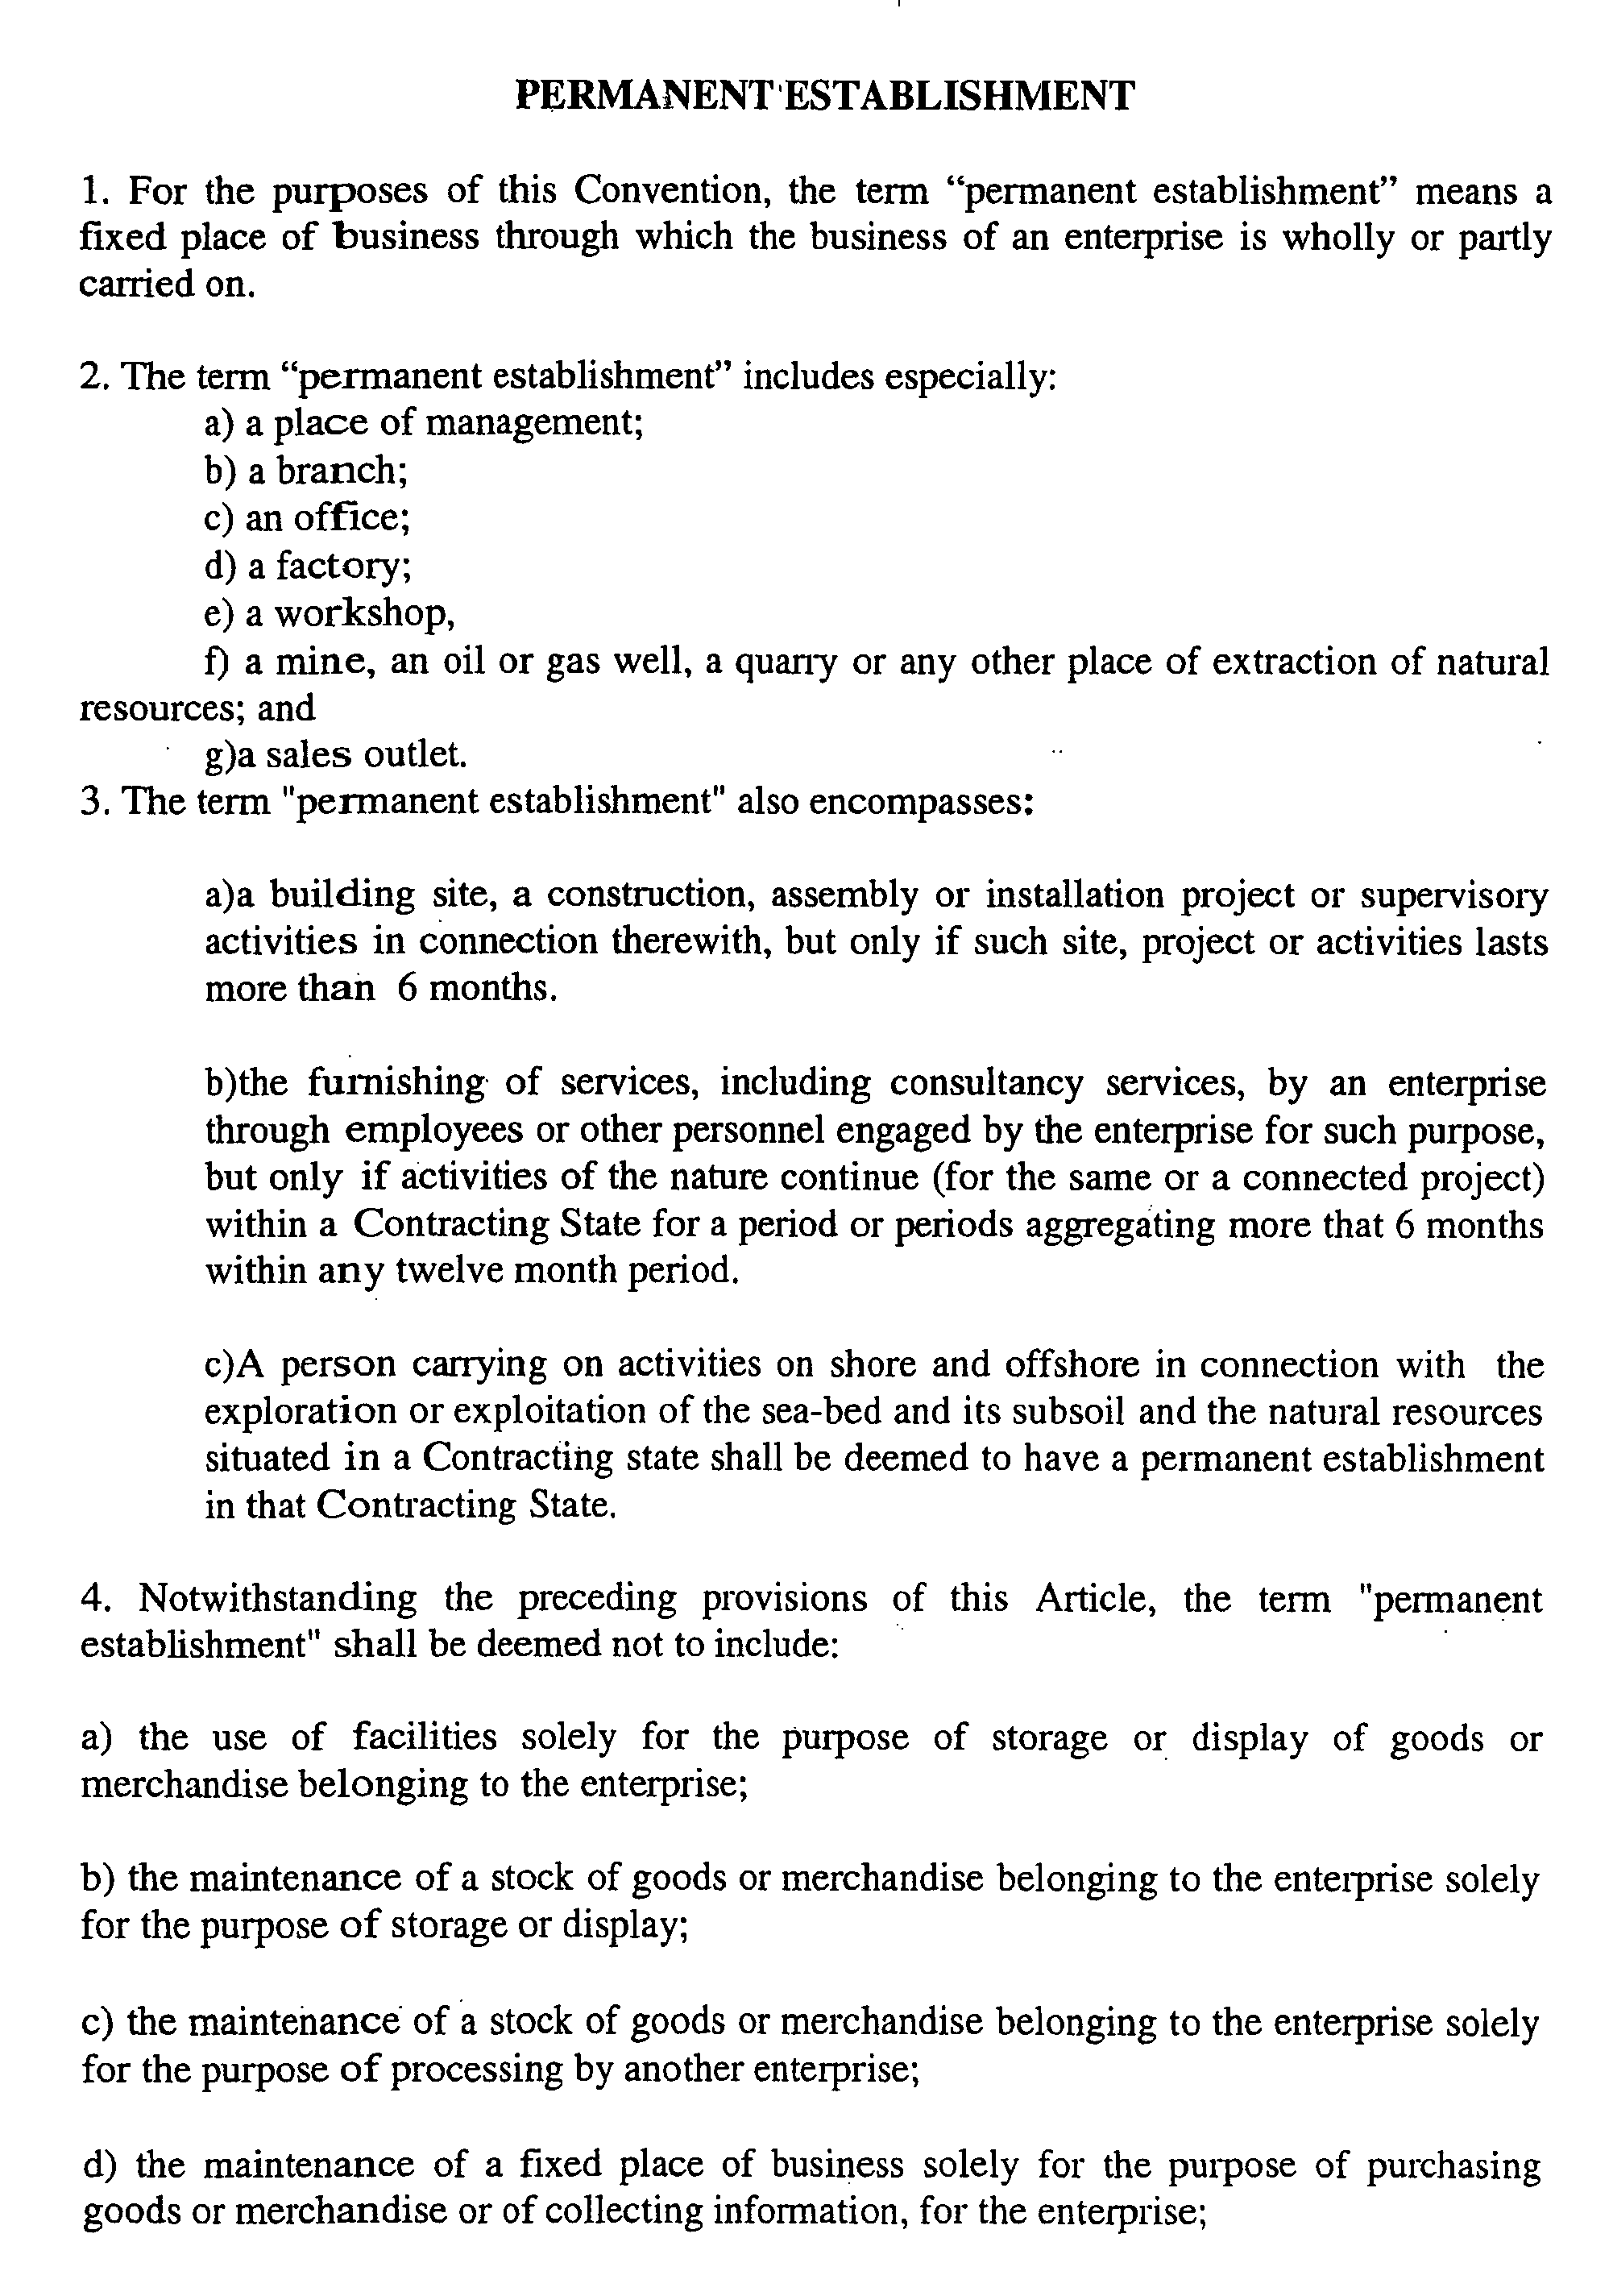 PERMANENT ESTABLISHMENT
1. For the purposes of this Convention, the term “permanent establishment” means a
fixed place of business through which the business of an enterprise is wholly or partly
carried on.
2. The term “permanent establishment” includes especially:
a) a place of management;
b) a branch;
c) an office;
d) a factory;
e) a workshop,
f) a mine, an oil or gas well, a quarry or any other place of extraction of natural
resources; and
g)a sales outlet.
3. The term "permanent establishment" also encompasses:
a)a building site, a construction, assembly or installation project or supervisory
activities in connection therewith, but only if such site, project or activities lasts
more than 6 months.
b)the furnishing of services, including consultancy services, by an enterprise
through employees or other personnel engaged by the enterprise for such purpose,
but only if activities of the nature continue (for the same or a connected project)
within a Contracting State for a period or periods aggregating more that 6 months
within any twelve month period.
c)A person carrying on activities on shore and offshore in connection with the
exploration or exploitation of the sea-bed and its subsoil and the natural resources
situated in a Contracting state shall be deemed to have a permanent establishment
in that Contracting State.
4. Notwithstanding the preceding provisions of this Article, the term "permanent
establishment" shall be deemed not to include:
a) the use of facilities solely for the purpose of storage or display of goods or
merchandise belonging to the enterprise;
b) the maintenance of a stock of goods or merchandise belonging to the enterprise solely
for the purpose of storage or display;
c) the maintenance of a stock of goods or merchandise belonging to the enterprise solely
for the purpose of processing by another enterprise;
d) the maintenance of a fixed place of business solely for the purpose of purchasing
goods or merchandise or of collecting information, for the enterprise;